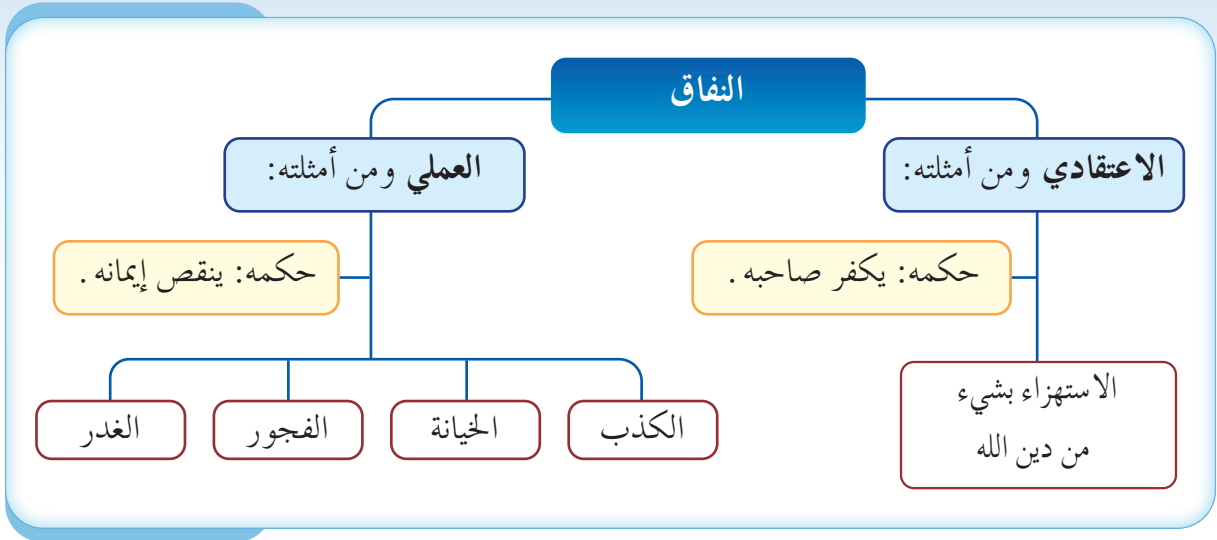 النفاق
الاعتقادي ومن أمثلته:
حكمه: يكفر صاحبه .
الاستهزاء بشيء
من دين الله
العملي ومن أمثلته:
حكمه: ينقص إيمانه .
الكذب
الخيانة
الفجور
الغدر